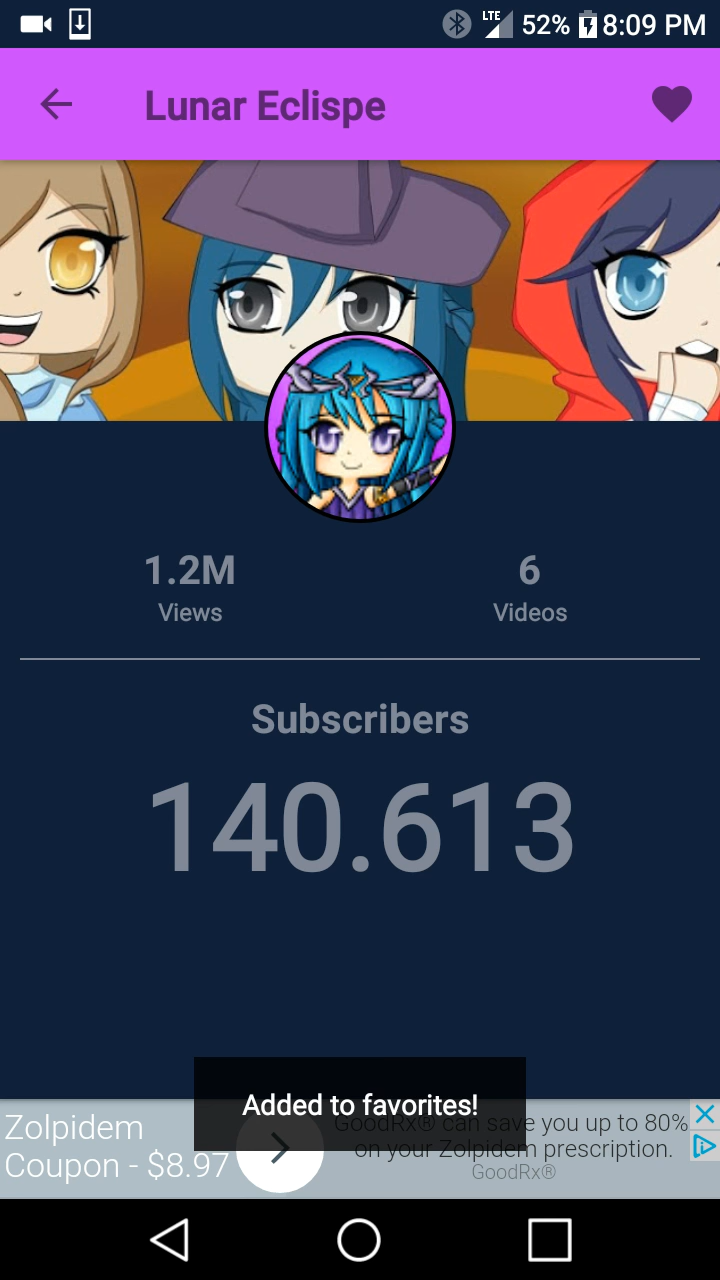 LTE 52% 8:09 PM
Lunar Eclispe
1.2M 6
Views Videos
Subscribers
140.613
Added to favorites!
Zolpidem
Coupon - $8.97
GoodRx® can save you up to 80%
on your Zolpidem prescription.
GoodRx®